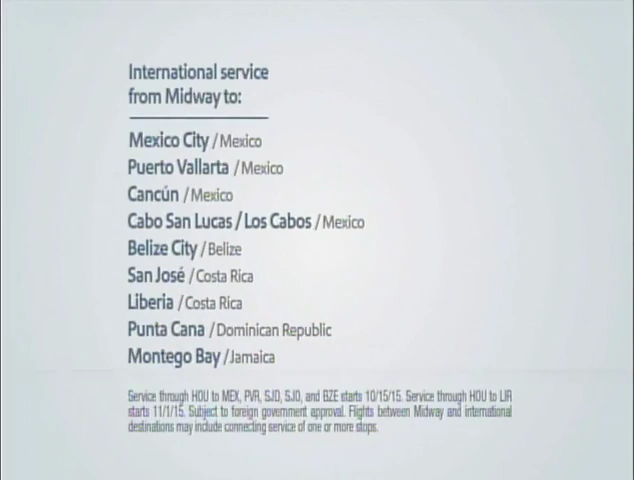 International service
from Midway to:
Mexico City / Mexico
Puerto Vallarta / Mexico
Cancún / Mexico
Cabo San Lucas / Los Cabos / Mexico
Belize City / Belize
San José / Costa Rica
Liberia / Costa Rica
Punta Cana / Dominican Republic
Montego Bay / Jamaica
Service through HOU to MEX, PVR, SJD, SJO, and BZE starts 10/15/15. Service through HOU to LIR
starts 11/1/15. Subject to foreign government approval. Flights between Midway and international
destinations may include connecting service of one or more stops.